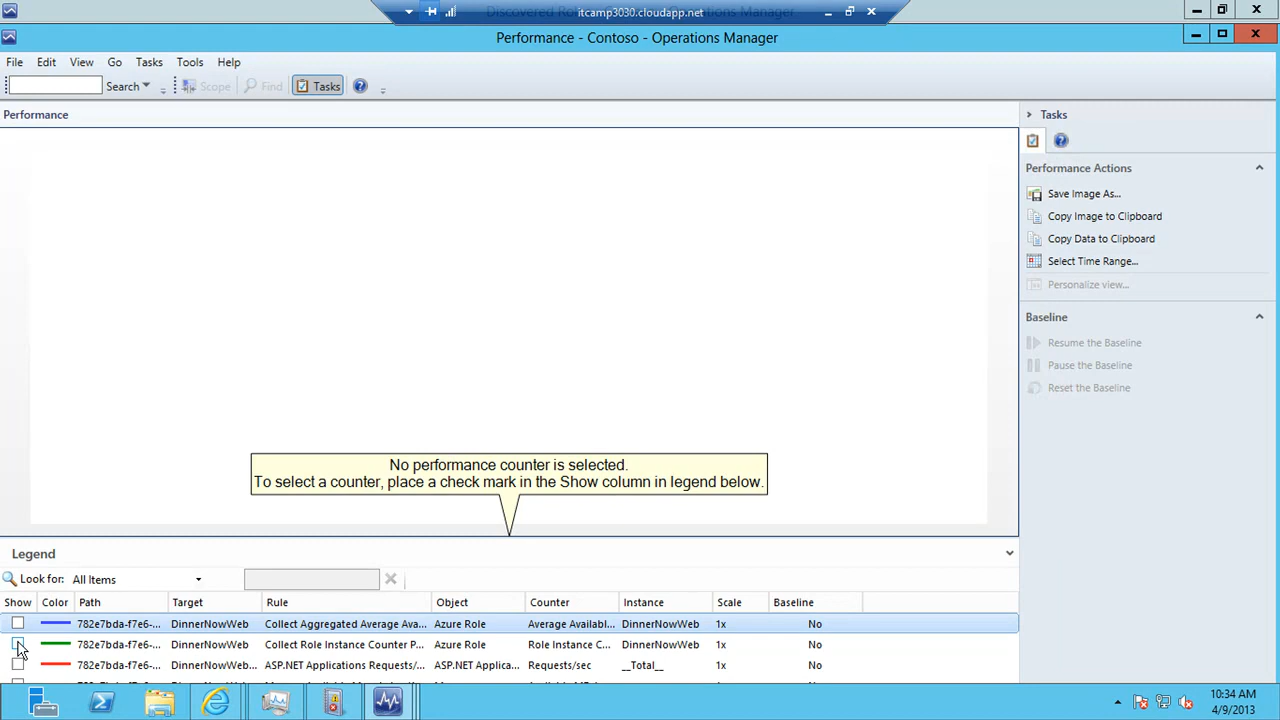 itcamp3030.cloudapp.net
Performance - Contoso - Operations Manager
File Edit View Go Tasks Tools Help
Search Scope Find Tasks
Performance
Tasks
Performance Actions
Save Image As...
Copy Image to Clipboard
Copy Data to Clipboard
Select Time Range...
Personalize view...
Baseline
Resume the Baseline
Pause the Baseline
Reset the Baseline
No performance counter is selected.
To select a counter, place a check mark in the Show column in legend below.
Legend
Look for: All Items
Show Color Path Target Rule Object Counter Instance Scale Baseline
782e7bda-f7e6-... DinnerNowWeb Collect Aggregated Average Ava... Azure Role Average Availabl... DinnerNowWeb 1x No
782e7bda-f7e6-... DinnerNowWeb Collect Role Instance Counter P... Azure Role Role Instance C... DinnerNowWeb 1x No
782e7bda-f7e6-... DinnerNowWeb... ASP.NET Applications Requests/... ASP.NET Applica... Requests/sec __Total__ 1x No
10:34 AM
4/9/2013